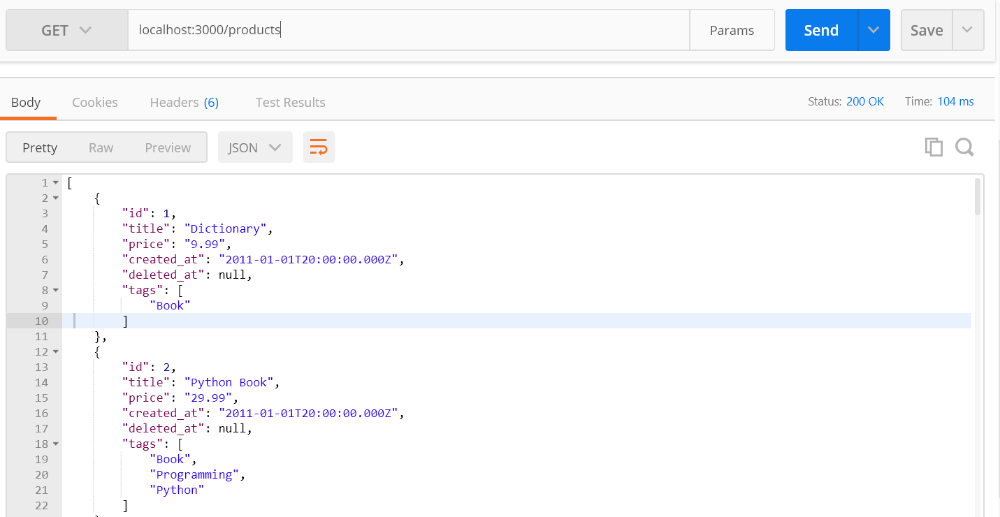 GET localhost:3000/products Params Send Save
Body Cookies Headers (6) Test Results Status: 200 OK Time: 104 ms
Pretty Raw Preview JSON
1 [
2 {
3 "id": 1,
4 "title": "Dictionary",
5 "price": "9.99",
6 "created_at": "2011-01-01T20:00:00.000Z",
7 "deleted_at": null,
8 "tags": [
9 "Book"
10 ]
11 },
12 {
13 "id": 2,
14 "title": "Python Book",
15 "price": "29.99",
16 "created_at": "2011-01-01T20:00:00.000Z",
17 "deleted_at": null,
18 "tags": [
19 "Book",
20 "Programming",
21 "Python"
22 ]